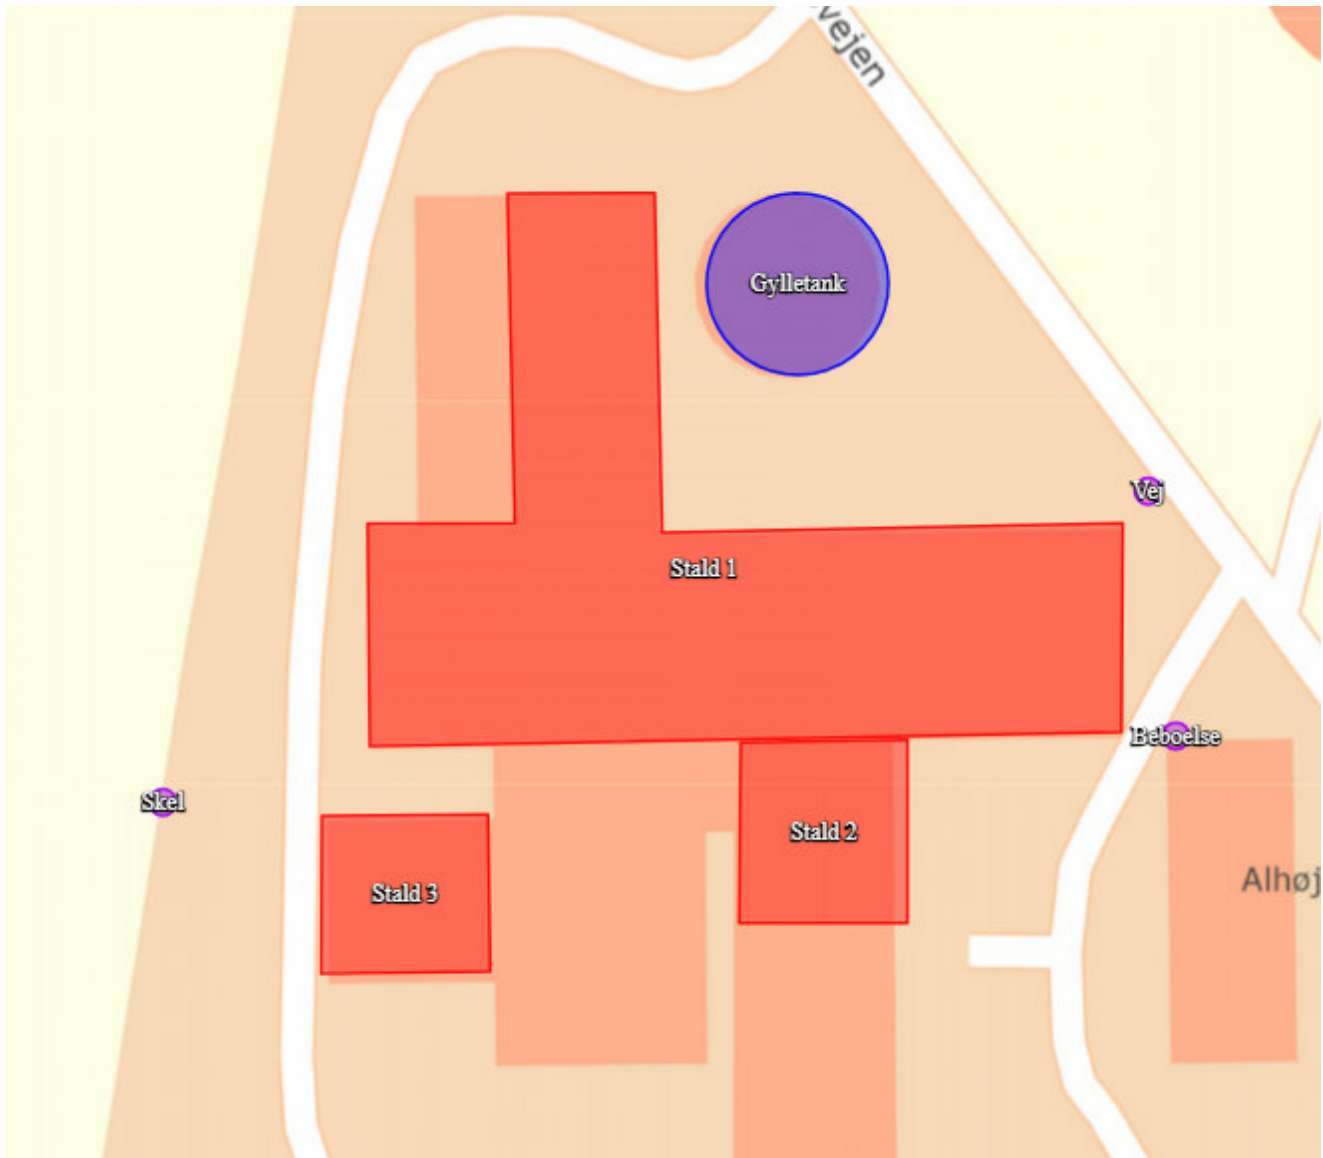 vejen
Gylletank
Vej
Stald 1
Beboelse
Skel
Stald 2
Stald 3
Alhøj